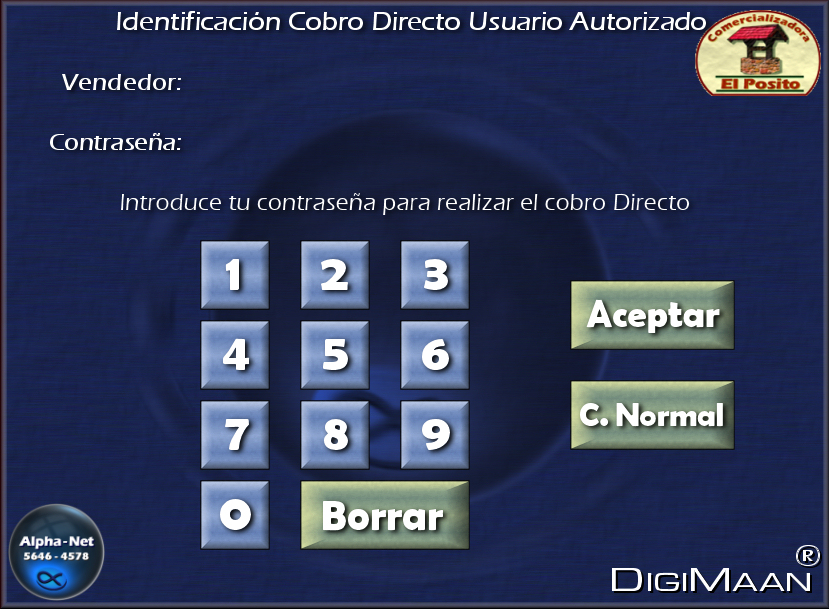 Identificación Cobro Directo Usuario Autorizado
Comercializadora
El Posito
Vendedor:
Contraseña:
Introduce tu contraseña para realizar el cobro Directo
1 2 3
Aceptar
4 5 6
C. Normal
7 8 9
0 Borrar
Alpha-Net
5646 - 4578
DIGIMAAN ®